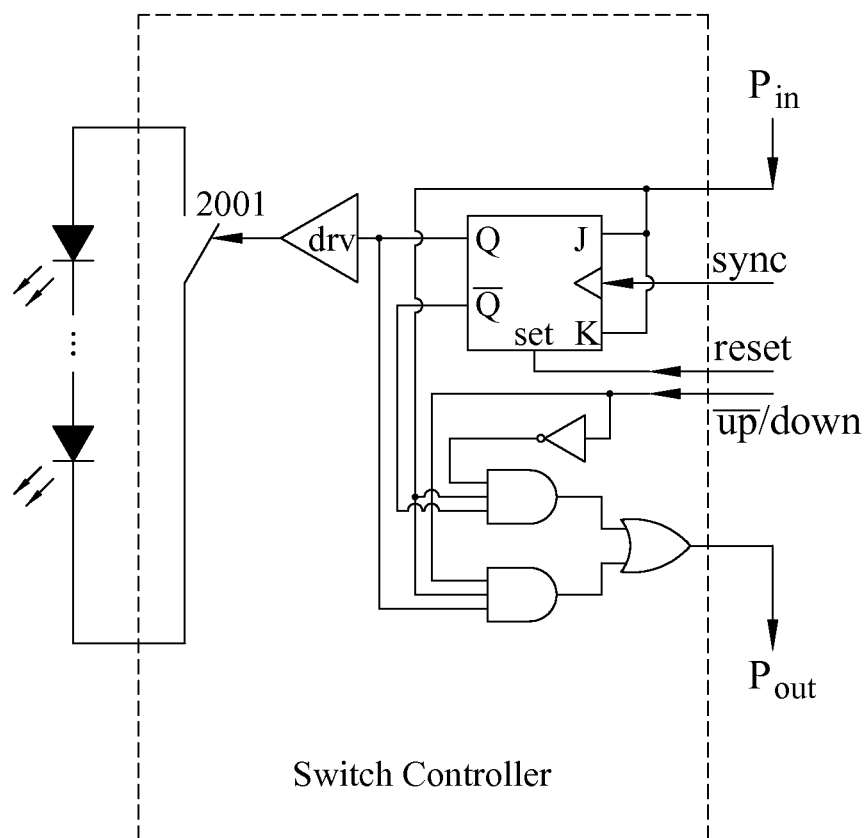 P_in
2001
drv
Q
J
sync
Q̅
set
K
reset
u̅p̅/down
P_out
Switch Controller